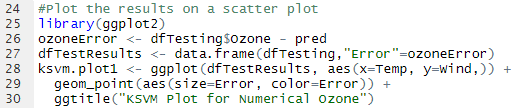 24 #Plot the results on a scatter plot
25 library(ggplot2)
26 ozoneError <- dfTesting$Ozone - pred
27 dfTestResults <- data.frame(dfTesting,"Error"=ozoneError)
28 ksvm.plot1 <- ggplot(dfTestResults, aes(x=Temp, y=Wind,)) +
29   geom_point(aes(size=Error, color=Error)) +
30   ggtitle("KSVM Plot for Numerical Ozone")